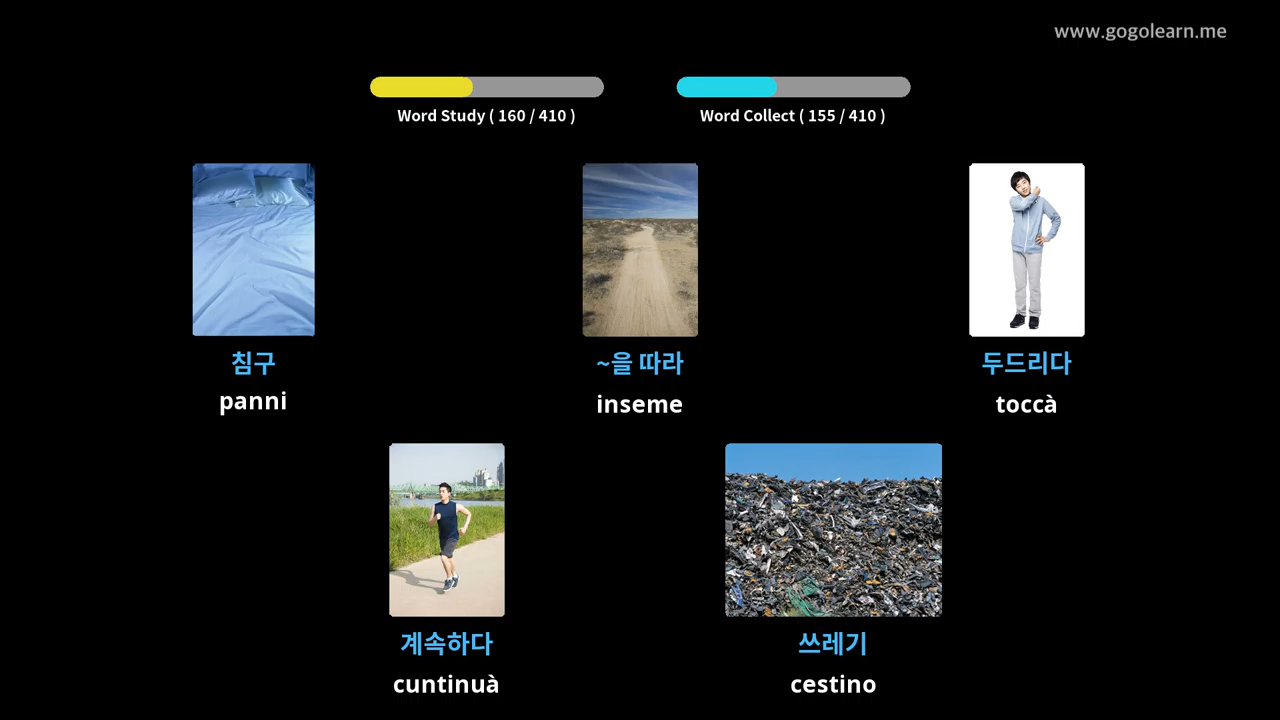 www.gogolearn.me
Word Study ( 160 / 410 )
Word Collect ( 155 / 410 )
침구
panni
~을 따라
inseme
두드리다
toccà
계속하다
cuntinuà
쓰레기
cestino